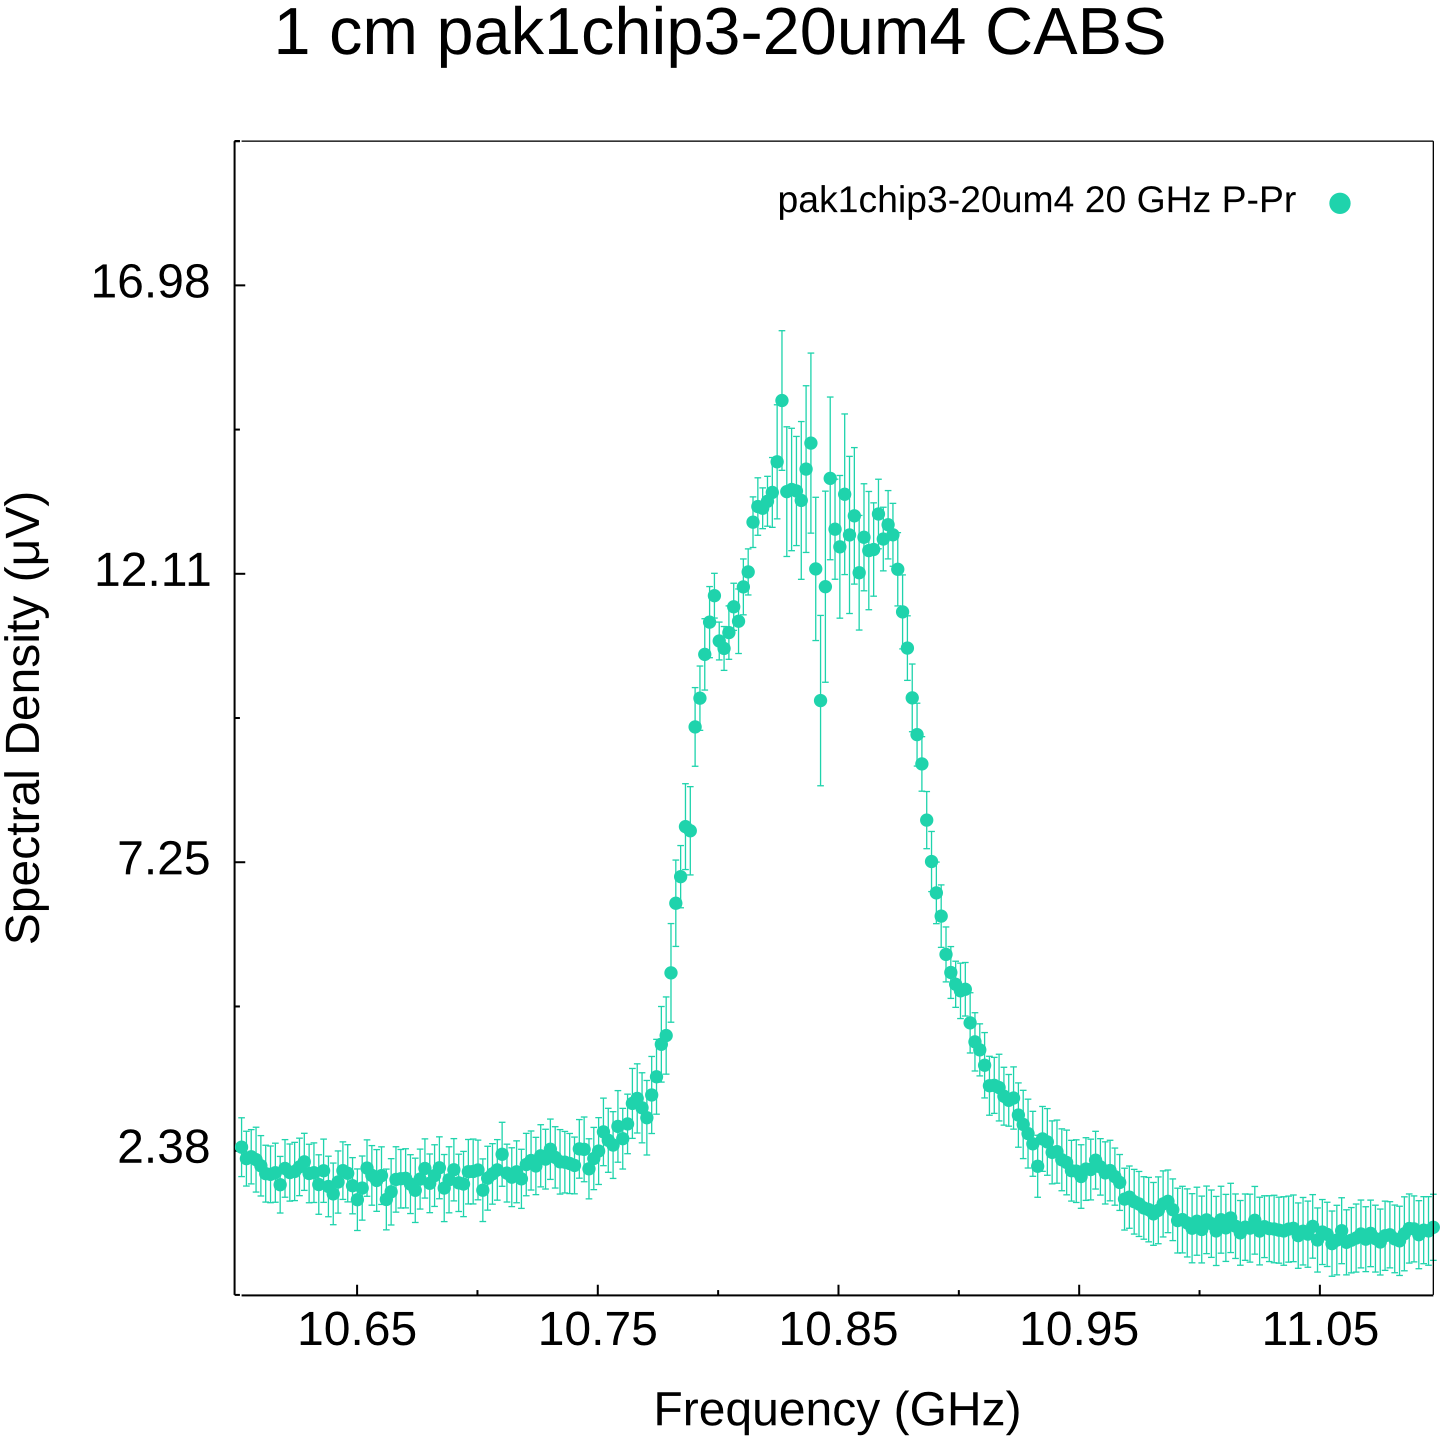 1 cm pak1chip3-20um4 CABS
pak1chip3-20um4 20 GHz P-Pr
16.98
12.11
7.25
2.38
Spectral Density (μV)
10.65 10.75 10.85 10.95 11.05
Frequency (GHz)